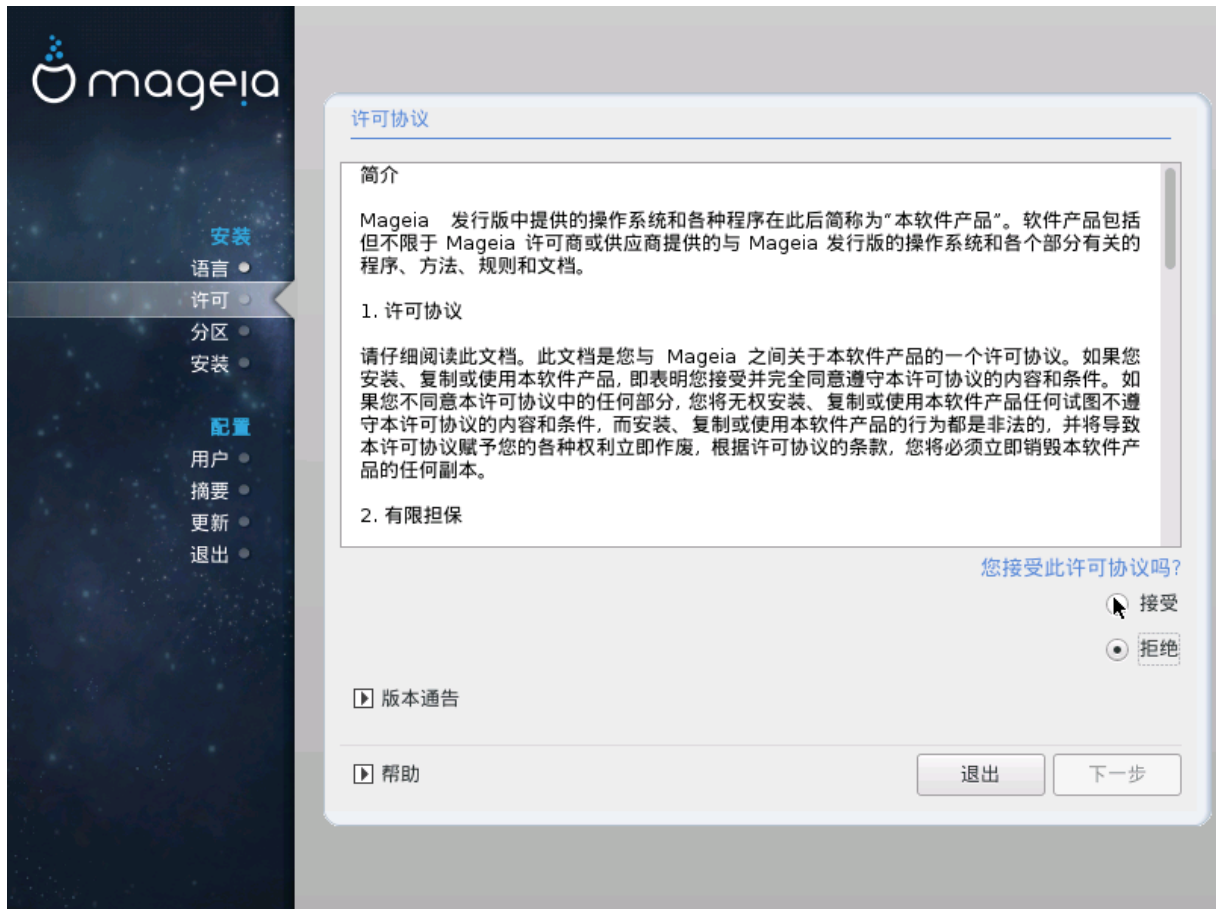 mageia
安装
语言
许可
分区
安装
配置
用户
摘要
更新
退出
许可协议
简介
Mageia 发行版中提供的操作系统和各种程序在此后简称为“本软件产品”。软件产品包括
但不限于 Mageia 许可商或供应商提供的与 Mageia 发行版的操作系统和各个部分有关的
程序、方法、规则和文档。
1. 许可协议
请仔细阅读此文档。此文档是您与 Mageia 之间关于本软件产品的一个许可协议。如果您
安装、复制或使用本软件产品, 即表明您接受并完全同意遵守本许可协议的内容和条件。如
果您不同意本许可协议中的任何部分, 您将无权安装、复制或使用本软件产品任何试图不遵
守本许可协议的内容和条件, 而安装、复制或使用本软件产品的行为都是非法的, 并将导致
本许可协议赋予您的各种权利立即作废, 根据许可协议的条款, 您将必须立即销毁本软件产
品的任何副本。
2. 有限担保
您接受此许可协议吗?
接受
拒绝
版本通告
帮助
退出
下一步